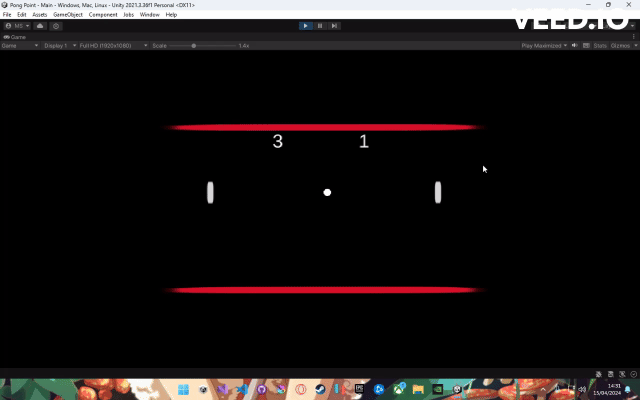 Pong Point - Main - Windows, Mac, Linux - Unity 2021.3.26f1 Personal <DX11>
File Edit Assets GameObject Component Jobs Window Help
VEED.IO
MS
Game
Game Display 1 Full HD (1920x1080) Scale 1.4x Play Maximized Stats Gizmos
3 1
14:31
15/04/2024